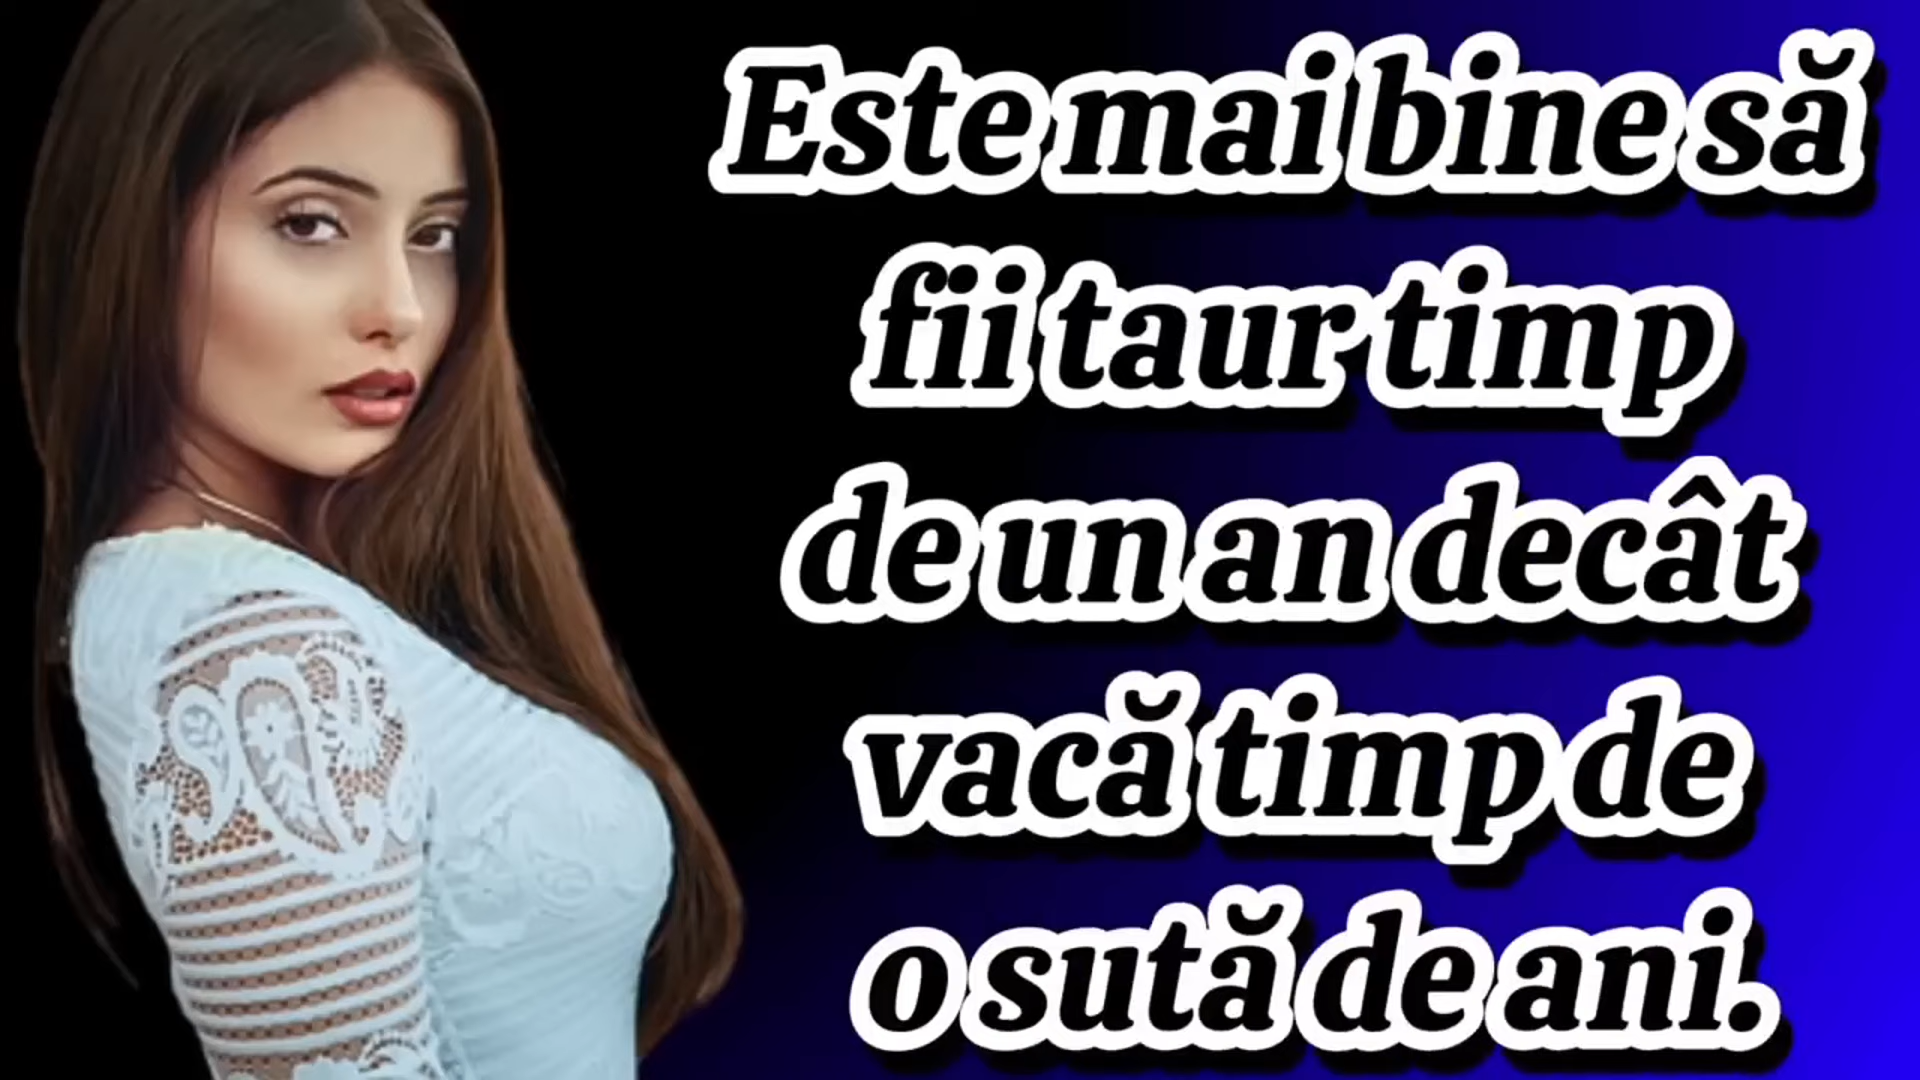 Este mai bine să
fii taur timp
de un an decât
vacă timp de
o sută de ani.